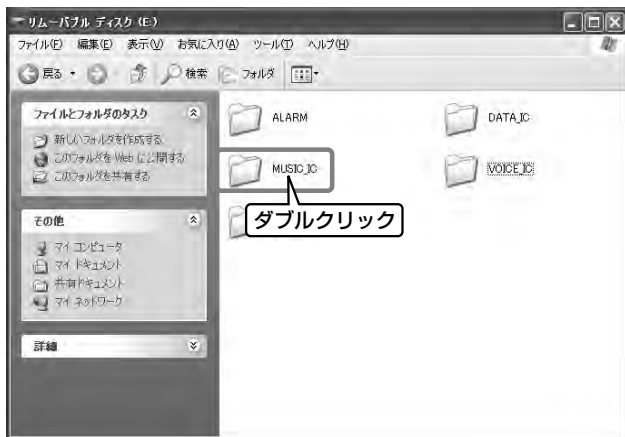 リムーバブル ディスク (E:)
ファイル(F) 編集(E) 表示(V) お気に入り(A) ツール(T) ヘルプ(H)
戻る 検索 フォルダ
ファイルとフォルダのタスク
新しいフォルダを作成する
このフォルダを Web に公開する
このフォルダを共有する
その他
マイ コンピュータ
マイ ドキュメント
共有ドキュメント
マイ ネットワーク
詳細
ALARM
DATA_IC
MUSIC_IC
VOICE_IC
ダブルクリック